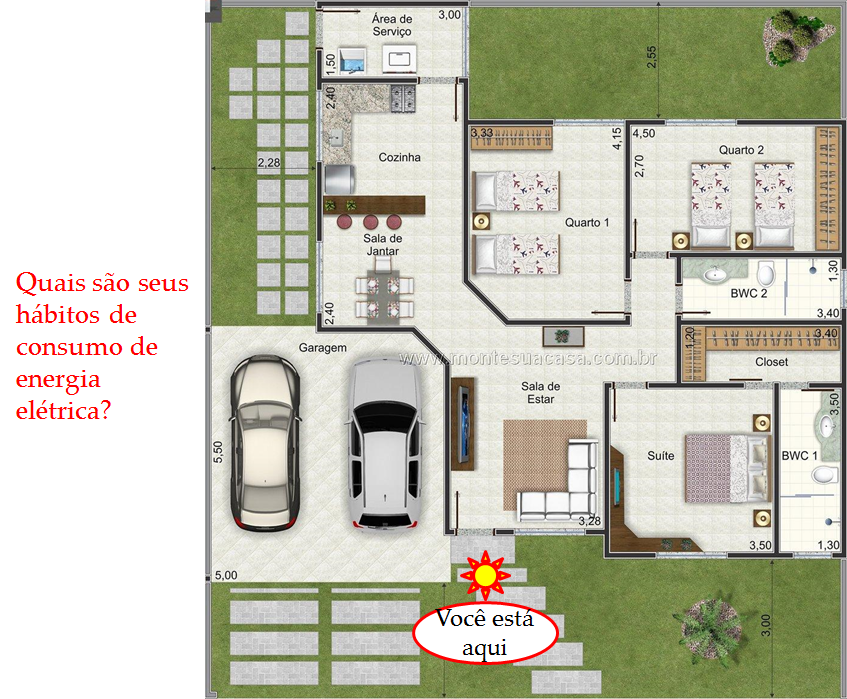 Quais são seus
hábitos de
consumo de
energia
elétrica?
Área de
Serviço
3,00
1,50
2,55
2,40
Cozinha
2,28
3,33
4,15
Quarto 1
4,50
2,70
Quarto 2
Sala de
Jantar
2,40
1,30
BWC 2
3,40
Garagem
www.montesuacasa.com.br
1,20
3,40
Closet
Sala de
Estar
3,50
5,50
Suíte
BWC 1
3,28
3,50
1,30
5,00
Você está
aqui
3,00